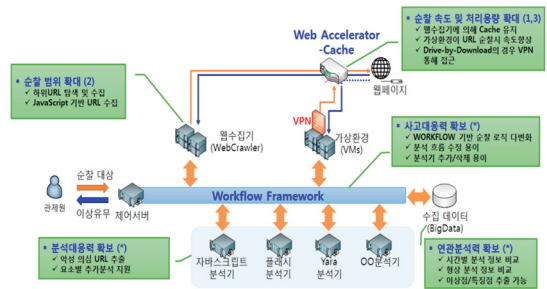 Web Accelerator
-Cache
순찰 속도 및 처리용량 확대 (1,3)
✓ 웹수집기에 의해 Cache 유지
✓ 가상환경이 URL 순찰시 속도향상
✓ Drive-by-Download의 경우 VPN
통해 접근
웹페이지
순찰 범위 확대 (2)
✓ 하위URL 탐색 및 수집
✓ JavaScript 기반 URL 수집
VPN
웹수집기
(WebCrawler)
가상환경
(VMs)
사고대응력 확보 (*)
✓ WORKFLOW 기반 순찰 로직 다변화
✓ 분석 흐름 수정 용이
✓ 분석기 추가/삭제 용이
순찰 대상
관제원
이상유무
제어서버
Workflow Framework
수집 데이터
(BigData)
분석대응력 확보 (*)
✓ 악성 의심 URL 추출
✓ 요소별 추가분석 지원
자바스크립트
분석기
플래시
분석기
Yara
분석기
OO분석기
연관분석력 확보 (*)
✓ 시간별 분석 정보 비교
✓ 형상 분석 정보 비교
✓ 이상점/특징점 추출 가능